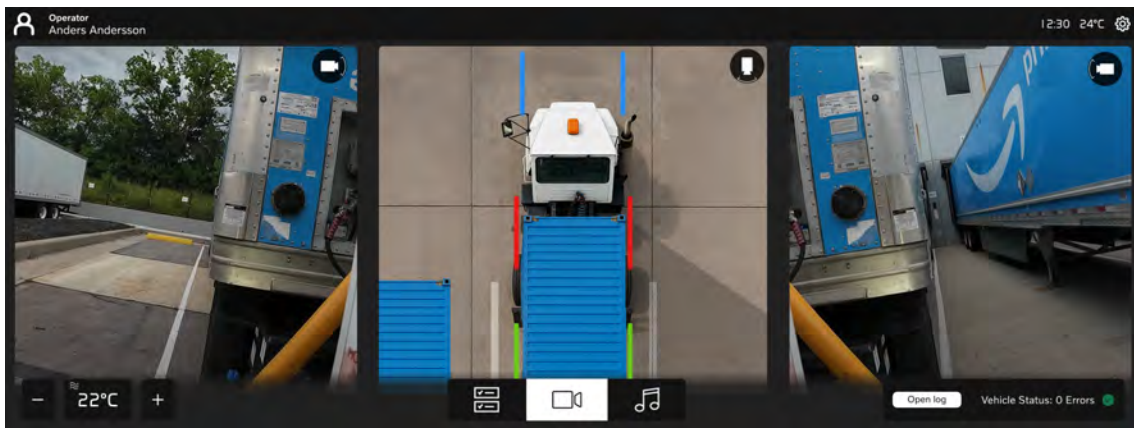 Operator
Anders Andersson
12:30 24°C
22°C
Open log
Vehicle Status: 0 Errors